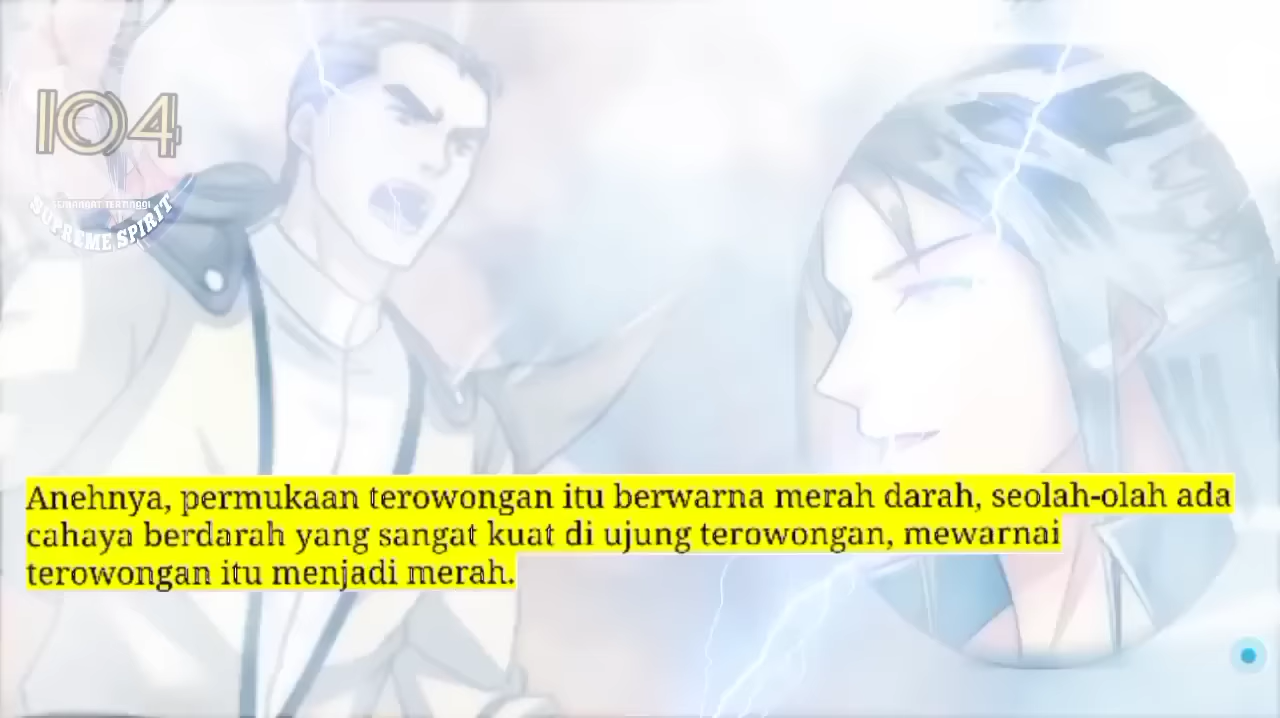 104
SEMANGAT TERTINGGI
SUPREME SPIRIT
Anehnya, permukaan terowongan itu berwarna merah darah, seolah-olah ada
cahaya berdarah yang sangat kuat di ujung terowongan, mewarnai
terowongan itu menjadi merah.